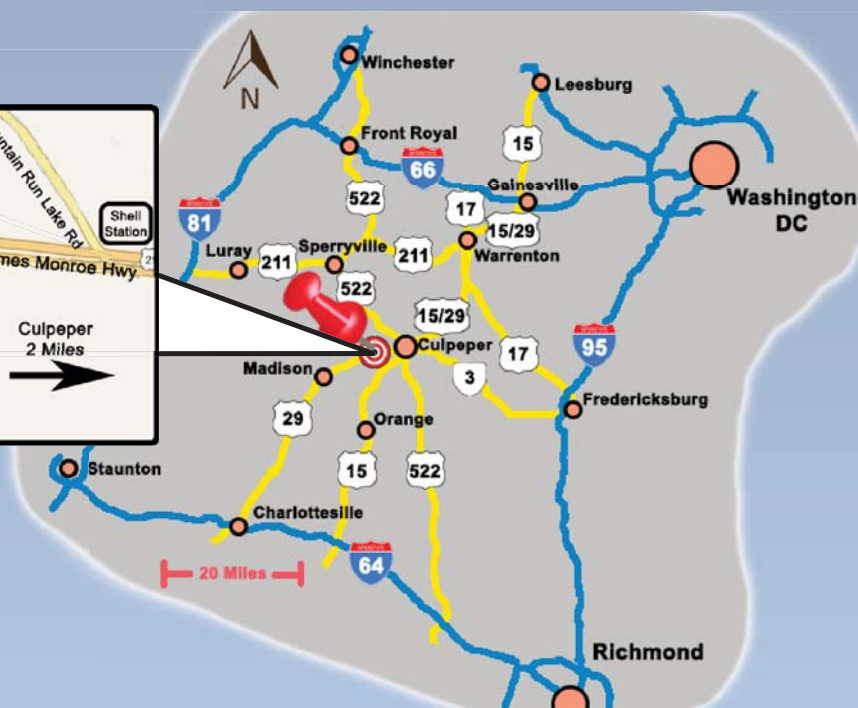 Winchester
Leesburg
N
Front Royal
15
66
Gainesville
Washington
DC
522
17
81
15/29
Luray
211
Sperryville
211
Warrenton
Run Lake Rd
Shell
Station
Monroe Hwy
522
15/29
Culpeper
2 Miles
Culpeper
17
95
Madison
3
Fredericksburg
29
Orange
Staunton
15
522
Charlottesille
20 Miles
64
Richmond